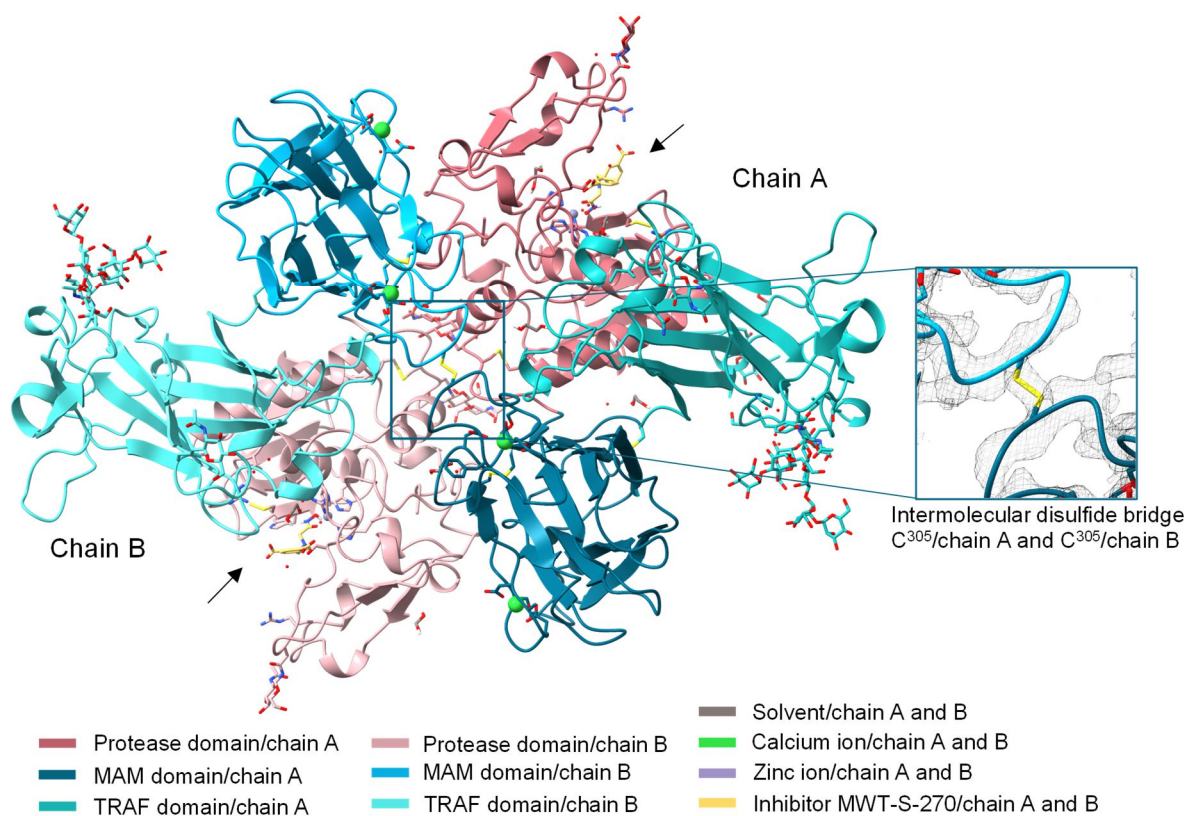 Chain A
Chain B
Intermolecular disulfide bridge
C³⁰⁵/chain A and C³⁰⁵/chain B
Protease domain/chain A
MAM domain/chain A
TRAF domain/chain A
Protease domain/chain B
MAM domain/chain B
TRAF domain/chain B
Solvent/chain A and B
Calcium ion/chain A and B
Zinc ion/chain A and B
Inhibitor MWT-S-270/chain A and B